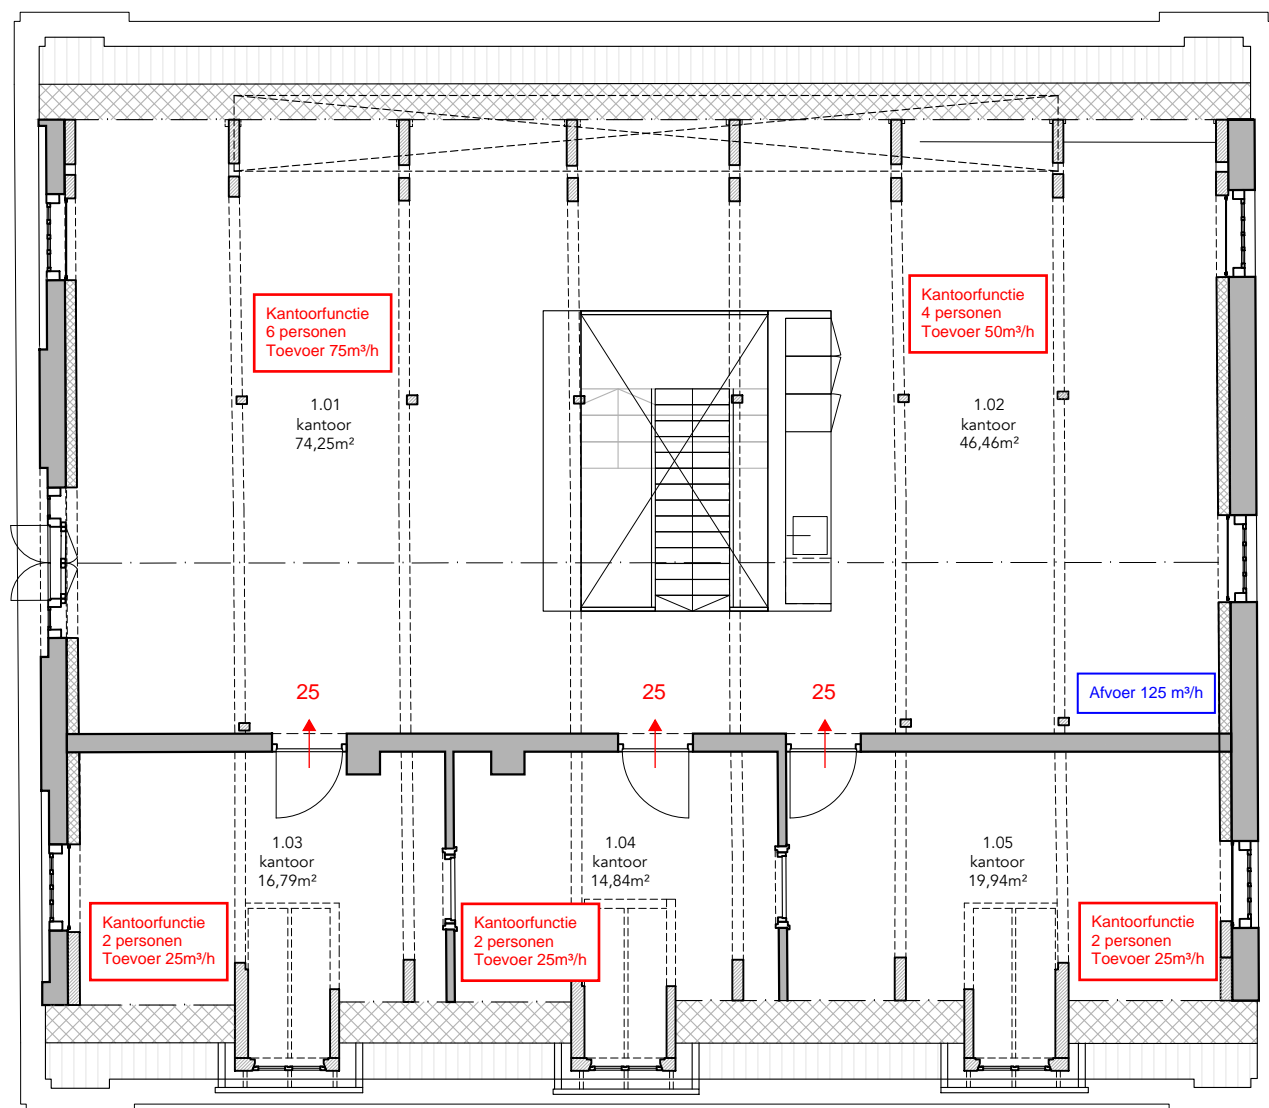 Kantoorfunctie
6 personen
Toevoer 75m³/h
Kantoorfunctie
4 personen
Toevoer 50m³/h
1.01
kantoor
74,25m²
1.02
kantoor
46,46m²
25
25
25
Afvoer 125 m³/h
1.03
kantoor
16,79m²
1.04
kantoor
14,84m²
1.05
kantoor
19,94m²
Kantoorfunctie
2 personen
Toevoer 25m³/h
Kantoorfunctie
2 personen
Toevoer 25m³/h
Kantoorfunctie
2 personen
Toevoer 25m³/h